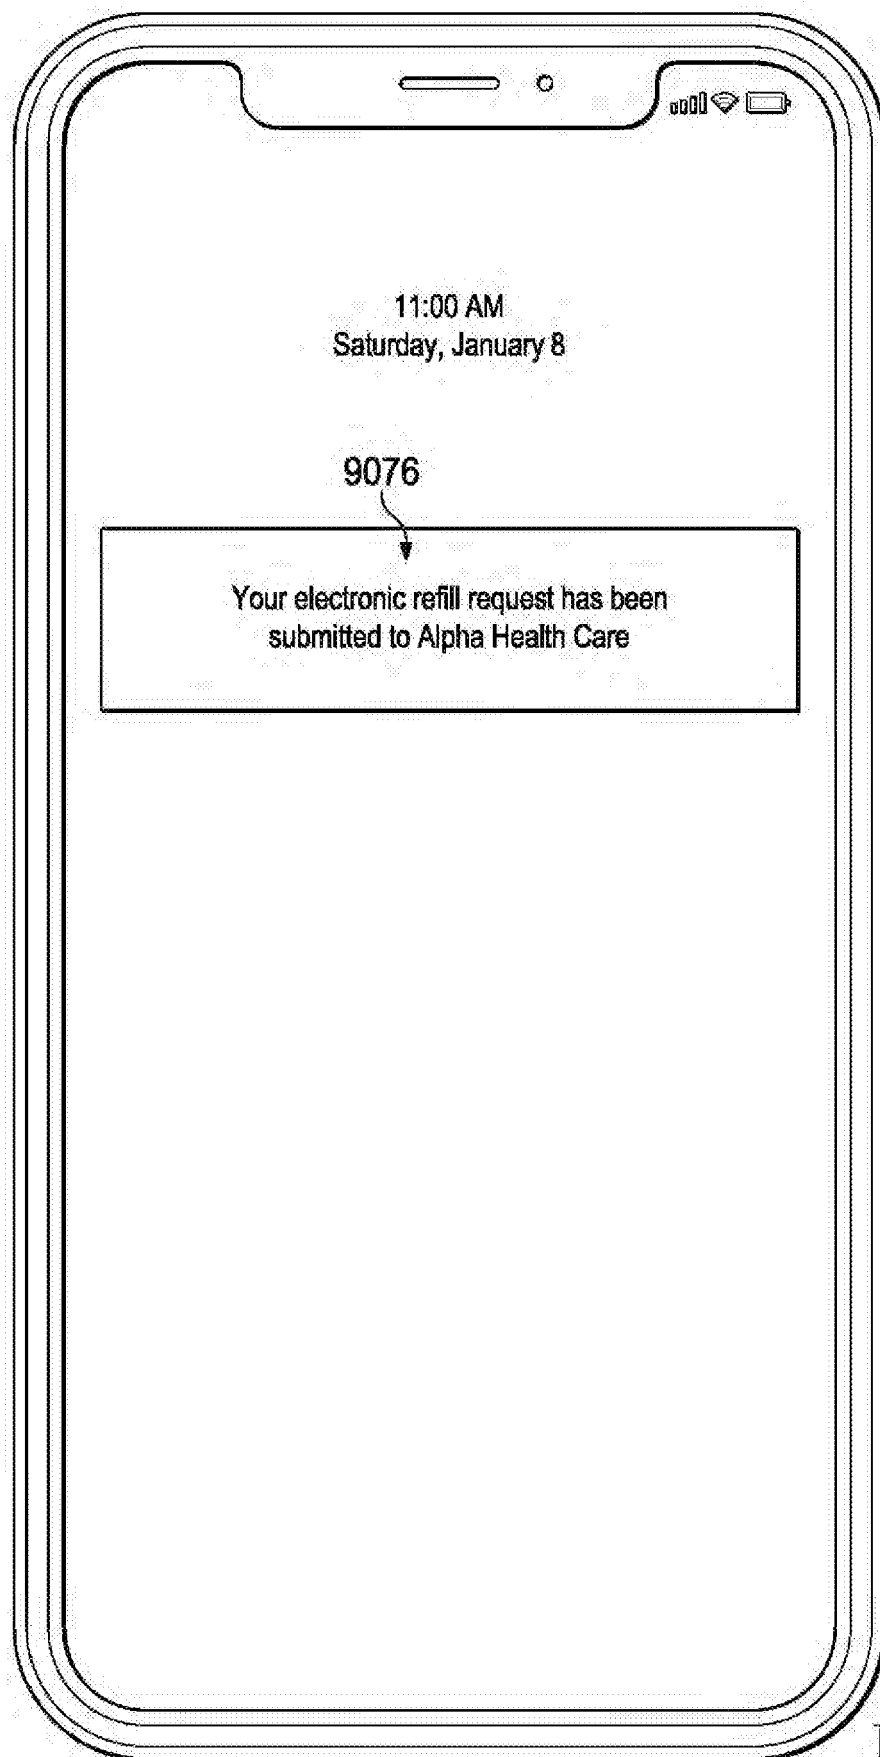 11:00 AM
Saturday, January 8
9076
Your electronic refill request has been
submitted to Alpha Health Care